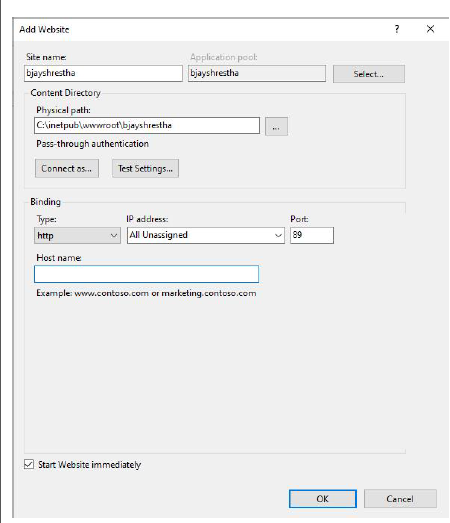 Add Website
?
Site name: Application pool:
bjayshrestha bjayshrestha Select...
Content Directory
Physical path:
C:\inetpub\wwwroot\bjayshrestha ...
Pass-through authentication
Connect as... Test Settings...
Binding
Type: IP address: Port:
http All Unassigned 89
Host name:
Example: www.contoso.com or marketing.contoso.com
Start Website immediately
OK Cancel